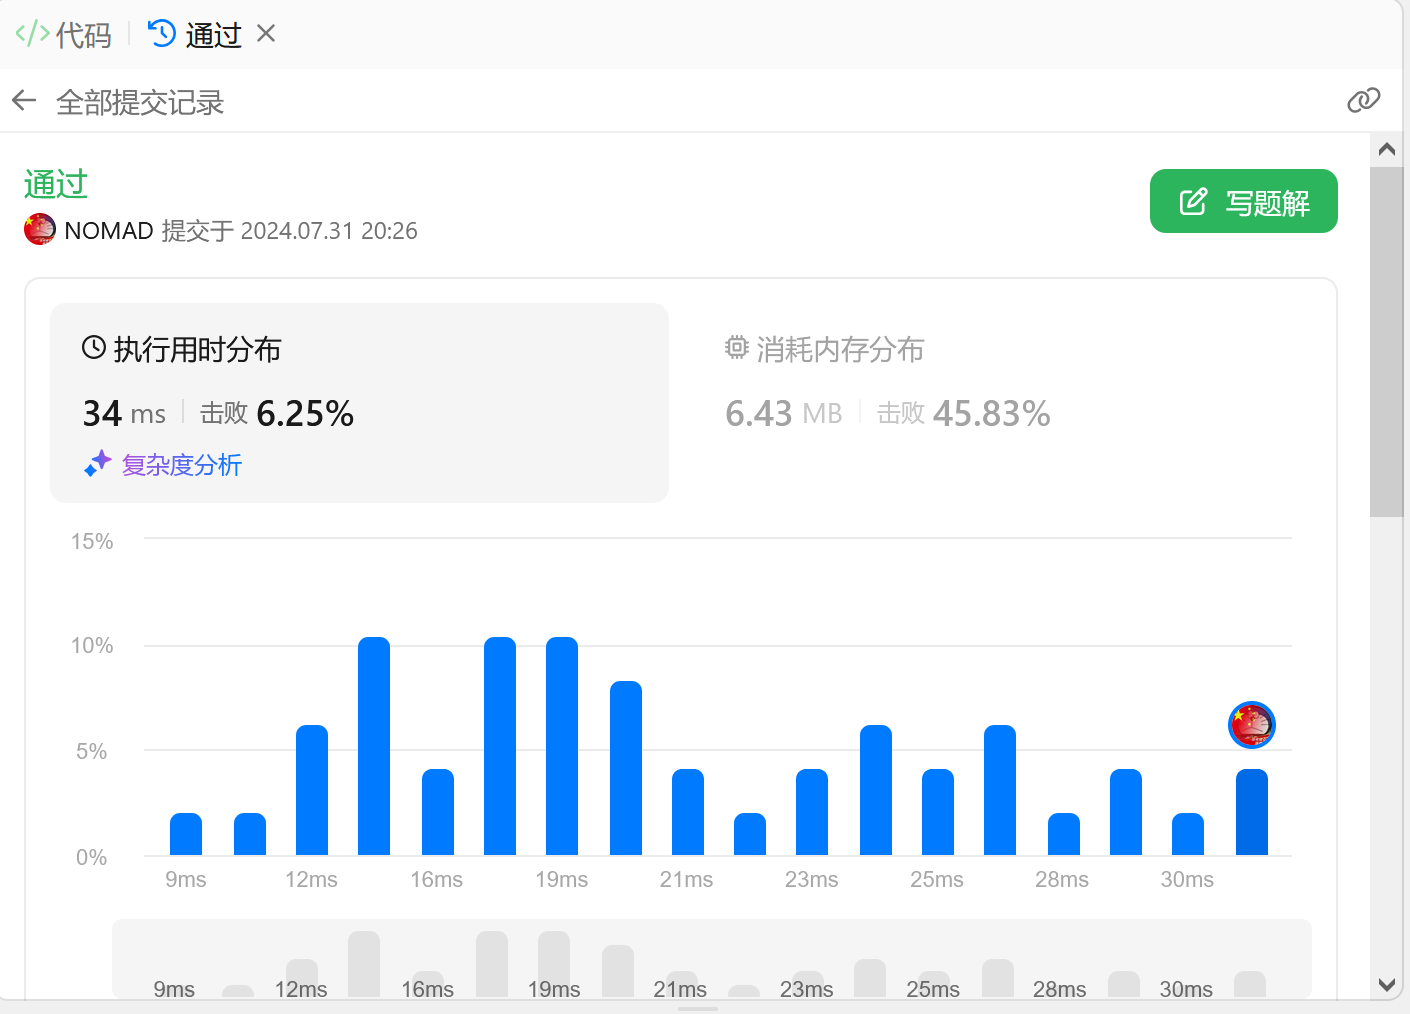 代码 通过
全部提交记录
通过
写题解
NOMAD 提交于 2024.07.31 20:26
执行用时分布
34 ms 击败 6.25%
复杂度分析
消耗内存分布
6.43 MB 击败 45.83%
15%
10%
5%
0%
9ms 12ms 16ms 19ms 21ms 23ms 25ms 28ms 30ms
9ms 12ms 16ms 19ms 21ms 23ms 25ms 28ms 30ms